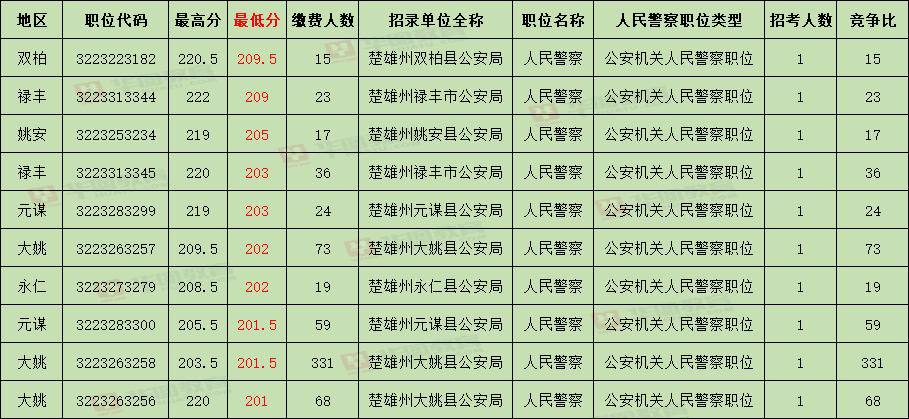 地区 职位代码 最高分 最低分 缴费人数 招录单位全称 职位名称 人民警察职位类型 招考人数 竞争比
双柏 3223223182 220.5 209.5 15 楚雄州双柏县公安局 人民警察 公安机关人民警察职位 1 15
禄丰 3223313344 222 209 23 楚雄州禄丰市公安局 人民警察 公安机关人民警察职位 1 23
姚安 3223253234 219 205 17 楚雄州姚安县公安局 人民警察 公安机关人民警察职位 1 17
禄丰 3223313345 220 203 36 楚雄州禄丰市公安局 人民警察 公安机关人民警察职位 1 36
元谋 3223283299 219 203 24 楚雄州元谋县公安局 人民警察 公安机关人民警察职位 1 24
大姚 3223263257 209.5 202 73 楚雄州大姚县公安局 人民警察 公安机关人民警察职位 1 73
永仁 3223273279 208.5 202 19 楚雄州永仁县公安局 人民警察 公安机关人民警察职位 1 19
元谋 3223283300 205.5 201.5 59 楚雄州元谋县公安局 人民警察 公安机关人民警察职位 1 59
大姚 3223263258 203.5 201.5 331 楚雄州大姚县公安局 人民警察 公安机关人民警察职位 1 331
大姚 3223263256 220 201 68 楚雄州大姚县公安局 人民警察 公安机关人民警察职位 1 68